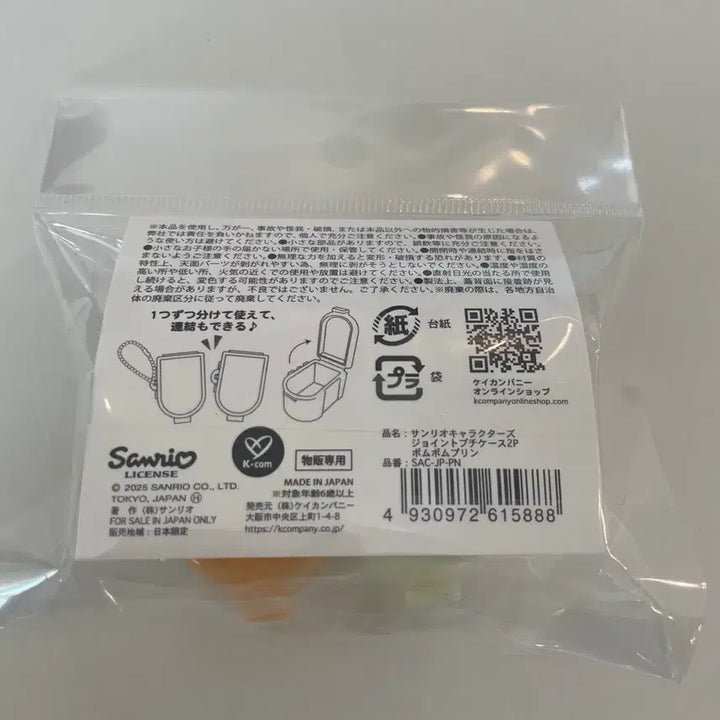 ※本品を使用し、万が一、事故や怪我・破損、または本品以外への物的損害等が生じた場合は、
弊社では責任を負いかねますので、個人で充分ご注意ください。●事故や怪我の原因になるよ
うな使い方は避けてください。●小さな部品がありますので、誤飲等に充分ご注意ください。
●小さなお子様の手の届かない場所で使用・保管してください。●開閉時や連結時に指をはさ
まないようご注意ください。●無理な力を加えると変形・破損する恐れがあります。●材質の
特性上、天面パーツが剥がれやすい為、無理に剥がそうとしないでください。●温度や湿度の
高い所や低い所、火気の近くでの使用や放置は避けてください。●直射日光の当たる所で使用
し続けると、変色する可能性がありますのでご注意ください。●製法上、蓋背面に接着跡が見
える場合がありますが、不良ではございません。ご了承ください。※廃棄の際は、各地方自治
体の廃棄区分に従って廃棄してください。
1つずつ分けて使えて、
連結もできる♪
紙 台紙
プラ 袋
ケイカンパニー
オンラインショップ
kcompanyonlineshop.com
品名：サンリオキャラクターズ
ジョイントプチケース2P
ポムポムプリン
品番：SAC-JP-PN
Sanrio
LICENSE
K-com
物販専用
© 2025 SANRIO CO., LTD.
TOKYO, JAPAN Ⓗ
著 作 (株)サンリオ
FOR SALE IN JAPAN ONLY
販売地域：日本限定
MADE IN JAPAN
※対象年齢6歳以上
発売元 (株)ケイカンパニー
大阪市中央区上町1-4-8
https://kcompany.co.jp/
4 930972 615888